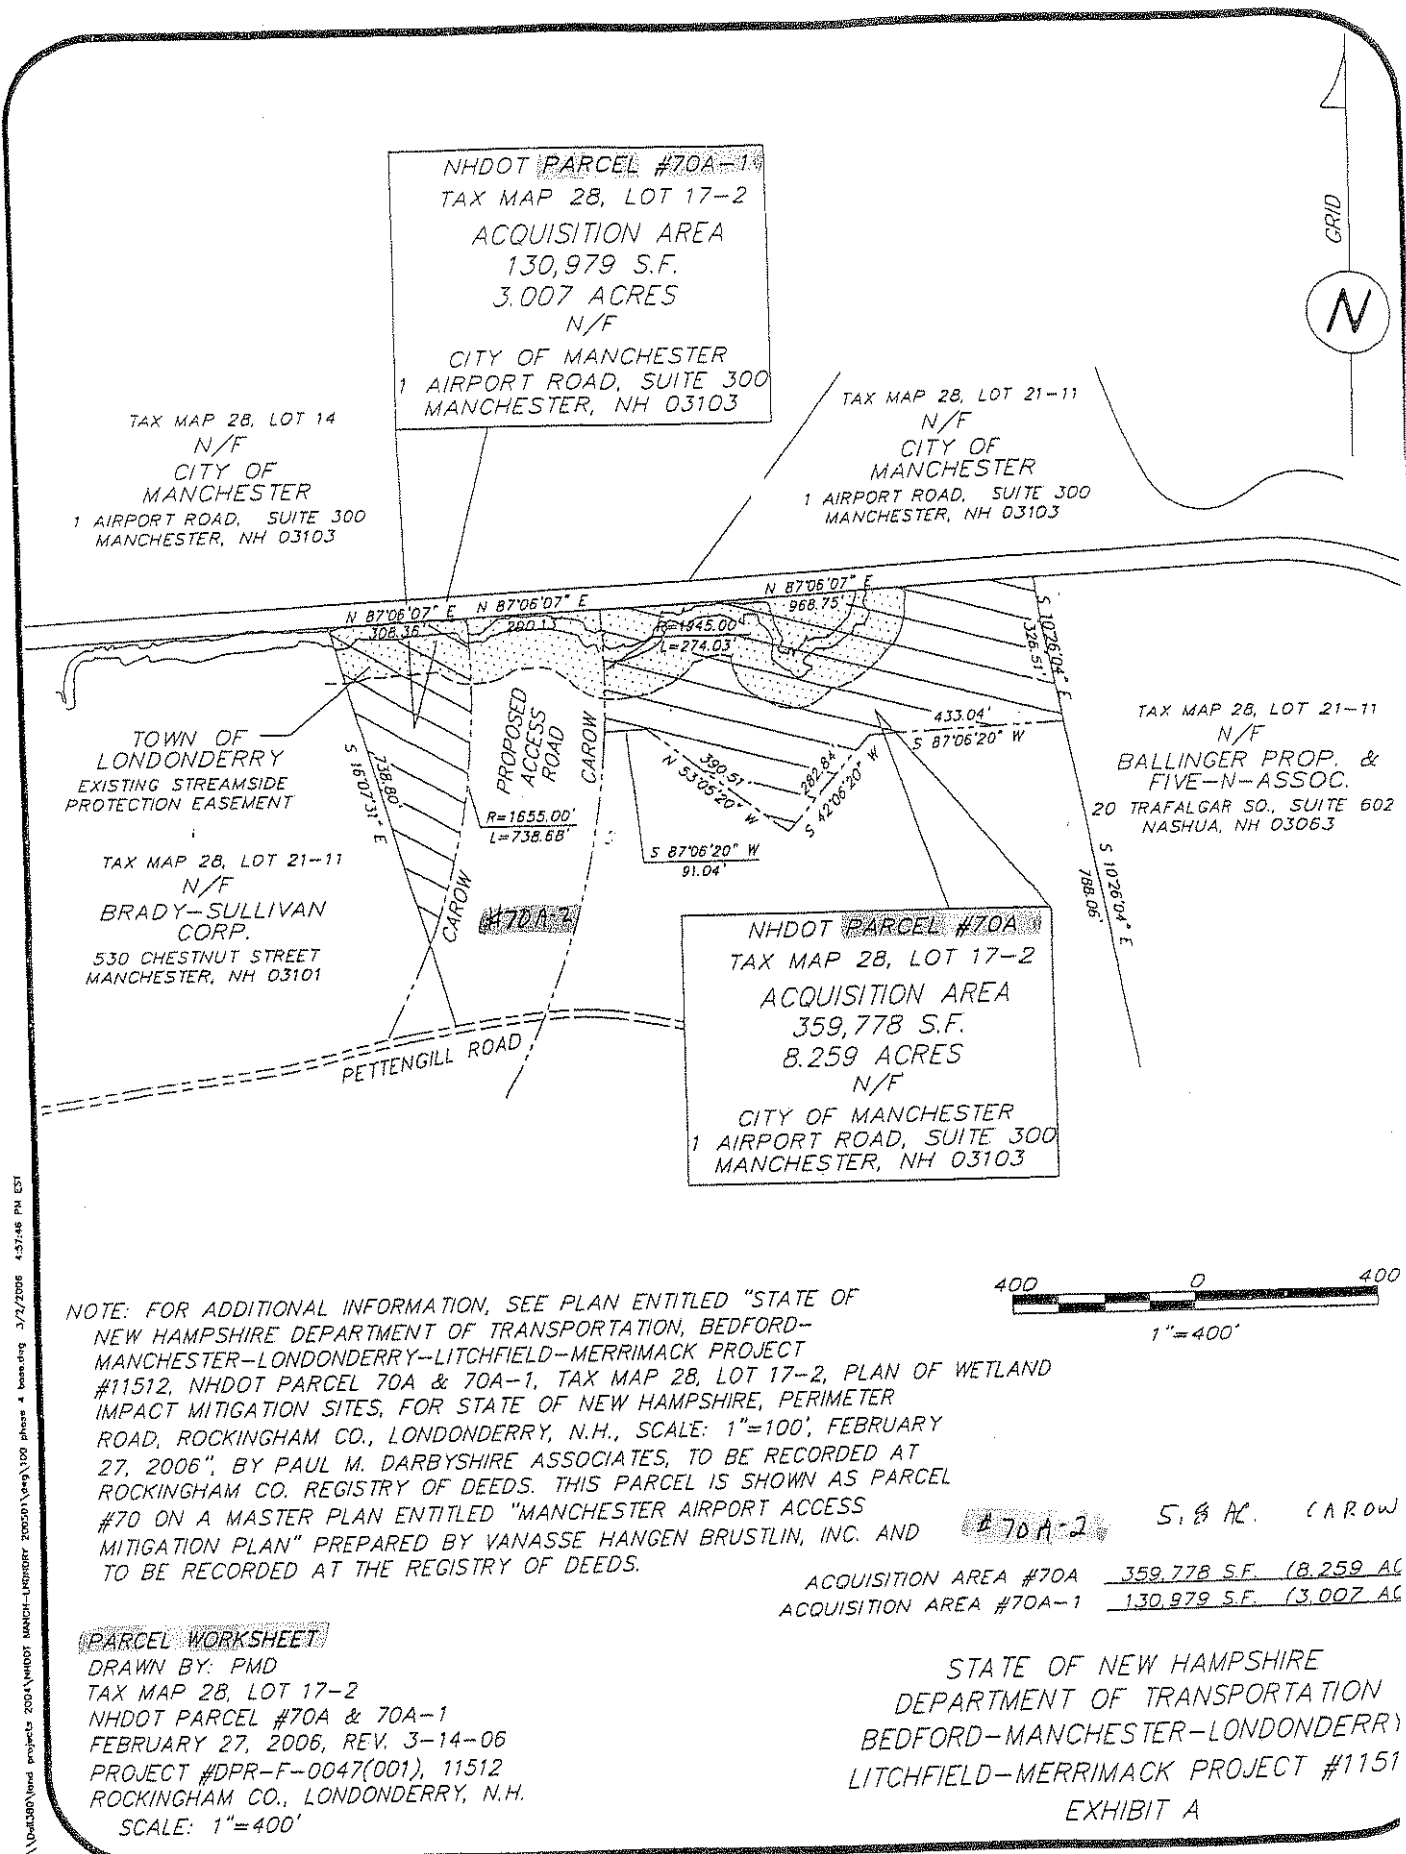 GRID
N
NHDOT PARCEL #70A-1
TAX MAP 28, LOT 17-2
ACQUISITION AREA
130,979 S.F.
3.007 ACRES
N/F
CITY OF MANCHESTER
1 AIRPORT ROAD, SUITE 300
MANCHESTER, NH 03103
TAX MAP 28, LOT 14
N/F
CITY OF
MANCHESTER
1 AIRPORT ROAD, SUITE 300
MANCHESTER, NH 03103
TAX MAP 28, LOT 21-11
N/F
CITY OF
MANCHESTER
1 AIRPORT ROAD, SUITE 300
MANCHESTER, NH 03103
N 87°06'07" E
308.36'
N 87°06'07" E
290.13'
N 87°06'07" E
968.75'
R=1945.00'
L=274.03'
S 10°26'04" E
326.51'
TOWN OF
LONDONDERRY
EXISTING STREAMSIDE
PROTECTION EASEMENT
S 16°07'31" E
738.80'
PROPOSED
ACCESS
ROAD
CAROW
R=1655.00'
L=738.68'
390.57'
N 53°05'20" W
282.84'
S 42°06'20" W
433.04'
S 87°06'20" W
S 87°06'20" W
91.04'
TAX MAP 28, LOT 21-11
N/F
BALLINGER PROP. &
FIVE-N-ASSOC.
20 TRAFALGAR SQ., SUITE 602
NASHUA, NH 03063
S 10°26'04" E
788.06'
TAX MAP 28, LOT 21-11
N/F
BRADY-SULLIVAN
CORP.
530 CHESTNUT STREET
MANCHESTER, NH 03101
CAROW
#70A-2
PETTENGILL ROAD
NHDOT PARCEL #70A
TAX MAP 28, LOT 17-2
ACQUISITION AREA
359,778 S.F.
8.259 ACRES
N/F
CITY OF MANCHESTER
1 AIRPORT ROAD, SUITE 300
MANCHESTER, NH 03103
400 0 400
1"=400'
NOTE: FOR ADDITIONAL INFORMATION, SEE PLAN ENTITLED "STATE OF
NEW HAMPSHIRE DEPARTMENT OF TRANSPORTATION, BEDFORD-
MANCHESTER-LONDONDERRY-LITCHFIELD-MERRIMACK PROJECT
#11512, NHDOT PARCEL 70A & 70A-1, TAX MAP 28, LOT 17-2, PLAN OF WETLAND
IMPACT MITIGATION SITES, FOR STATE OF NEW HAMPSHIRE, PERIMETER
ROAD, ROCKINGHAM CO., LONDONDERRY, N.H., SCALE: 1"=100', FEBRUARY
27, 2006", BY PAUL M. DARBYSHIRE ASSOCIATES, TO BE RECORDED AT
ROCKINGHAM CO. REGISTRY OF DEEDS. THIS PARCEL IS SHOWN AS PARCEL
#70 ON A MASTER PLAN ENTITLED "MANCHESTER AIRPORT ACCESS
MITIGATION PLAN" PREPARED BY VANASSE HANGEN BRUSTLIN, INC. AND
TO BE RECORDED AT THE REGISTRY OF DEEDS.
#70A-2 5.8 AC. CAROW
ACQUISITION AREA #70A 359,778 S.F. (8.259 AC
ACQUISITION AREA #70A-1 130,979 S.F. (3.007 AC
PARCEL WORKSHEET
DRAWN BY: PMD
TAX MAP 28, LOT 17-2
NHDOT PARCEL #70A & 70A-1
FEBRUARY 27, 2006, REV. 3-14-06
PROJECT #DPR-F-0047(001), 11512
ROCKINGHAM CO., LONDONDERRY, N.H.
SCALE: 1"=400'
STATE OF NEW HAMPSHIRE
DEPARTMENT OF TRANSPORTATION
BEDFORD-MANCHESTER-LONDONDERRY
LITCHFIELD-MERRIMACK PROJECT #1151
EXHIBIT A
3/2/2006 4:57:46 PM EST